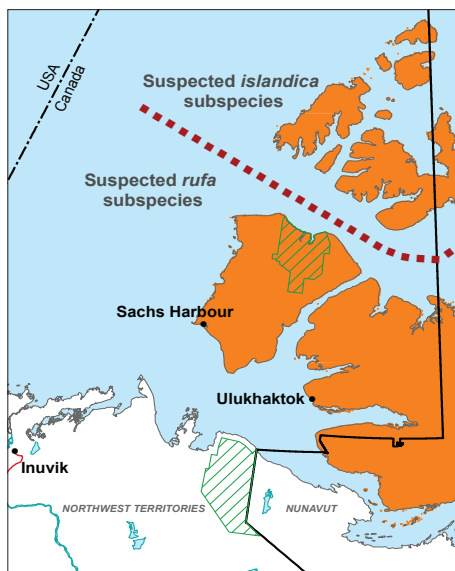 USA
Canada
Suspected islandica
subspecies
Suspected rufa
subspecies
Sachs Harbour
Ulukhaktok
Inuvik
NORTHWEST TERRITORIES
NUNAVUT